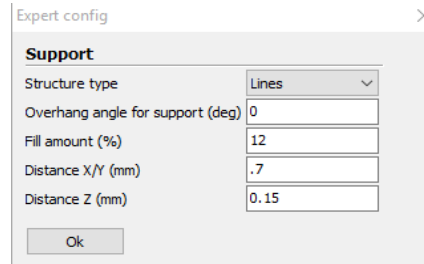 Expert config
Support
Structure type Lines
Overhang angle for support (deg) 0
Fill amount (%) 12
Distance X/Y (mm) .7
Distance Z (mm) 0.15
Ok